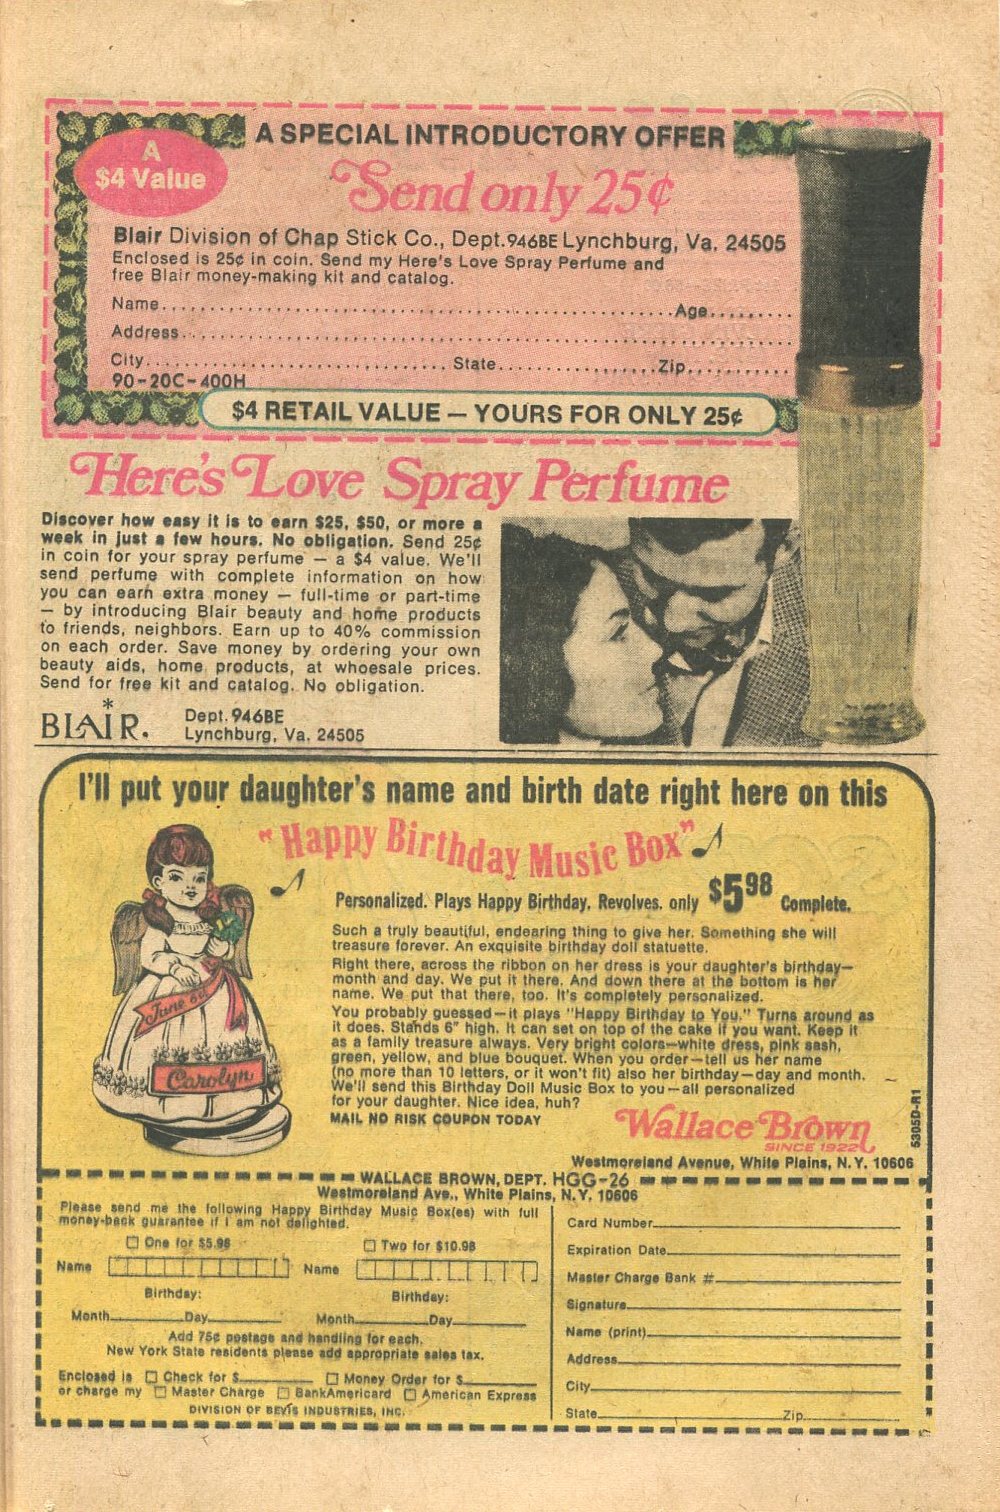 A SPECIAL INTRODUCTORY OFFER
A
$4 Value
Send only 25¢
Blair Division of Chap Stick Co., Dept.946BE Lynchburg, Va. 24505
Enclosed is 25¢ in coin. Send my Here's Love Spray Perfume and
free Blair money-making kit and catalog.
Name Age
Address
City State Zip
90-20C-400H
$4 RETAIL VALUE — YOURS FOR ONLY 25¢
Here's Love Spray Perfume
Discover how easy it is to earn $25, $50, or more a
week in just a few hours. No obligation. Send 25¢
in coin for your spray perfume — a $4 value. We'll
send perfume with complete information on how
you can earn extra money — full-time or part-time
— by introducing Blair beauty and home products
to friends, neighbors. Earn up to 40% commission
on each order. Save money by ordering your own
beauty aids, home products, at whoesale prices.
Send for free kit and catalog. No obligation.
BLAIR.
Dept. 946BE
Lynchburg, Va. 24505
I'll put your daughter's name and birth date right here on this
"Happy Birthday Music Box"
Personalized. Plays Happy Birthday. Revolves. only $5 98 Complete.
Such a truly beautiful, endearing thing to give her. Something she will
treasure forever. An exquisite birthday doll statuette.
Right there, across the ribbon on her dress is your daughter's birthday—
month and day. We put it there. And down there at the bottom is her
name. We put that there, too. It's completely personalized.
You probably guessed—it plays "Happy Birthday to You." Turns around as
it does. Stands 6" high. It can set on top of the cake if you want. Keep it
as a family treasure always. Very bright colors—white dress, pink sash,
green, yellow, and blue bouquet. When you order—tell us her name
(no more than 10 letters, or it won't fit) also her birthday—day and month.
We'll send this Birthday Doll Music Box to you—all personalized
for your daughter. Nice idea, huh?
MAIL NO RISK COUPON TODAY
June 6th
Carolyn
Wallace Brown
SINCE 1922
5305D-R1
Westmoreland Avenue, White Plains, N.Y. 10606
WALLACE BROWN, DEPT. HGG-26
Westmoreland Ave., White Plains, N.Y. 10606
Please send me the following Happy Birthday Music Box(es) with full
money-back guarantee if I am not delighted.
One for $5.98 Two for $10.98
Name Name
Birthday: Birthday:
Month Day Month Day
Add 75¢ postage and handling for each.
New York State residents please add appropriate sales tax.
Enclosed is Check for $ Money Order for $
or charge my Master Charge BankAmericard American Express
DIVISION OF BEVIS INDUSTRIES, INC.
Card Number
Expiration Date
Master Charge Bank #
Signature
Name (print)
Address
City
State Zip